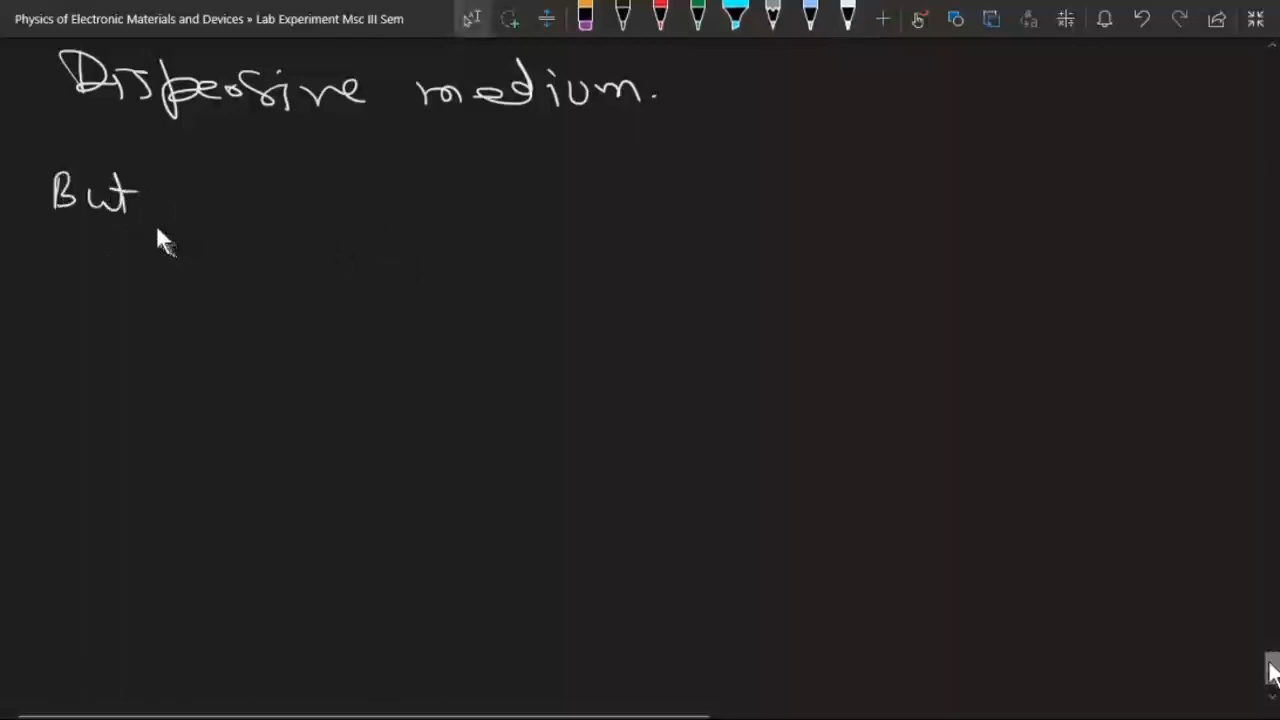 Physics of Electronic Materials and Devices » Lab Experiment Msc III Sem
Dispersive medium.
But